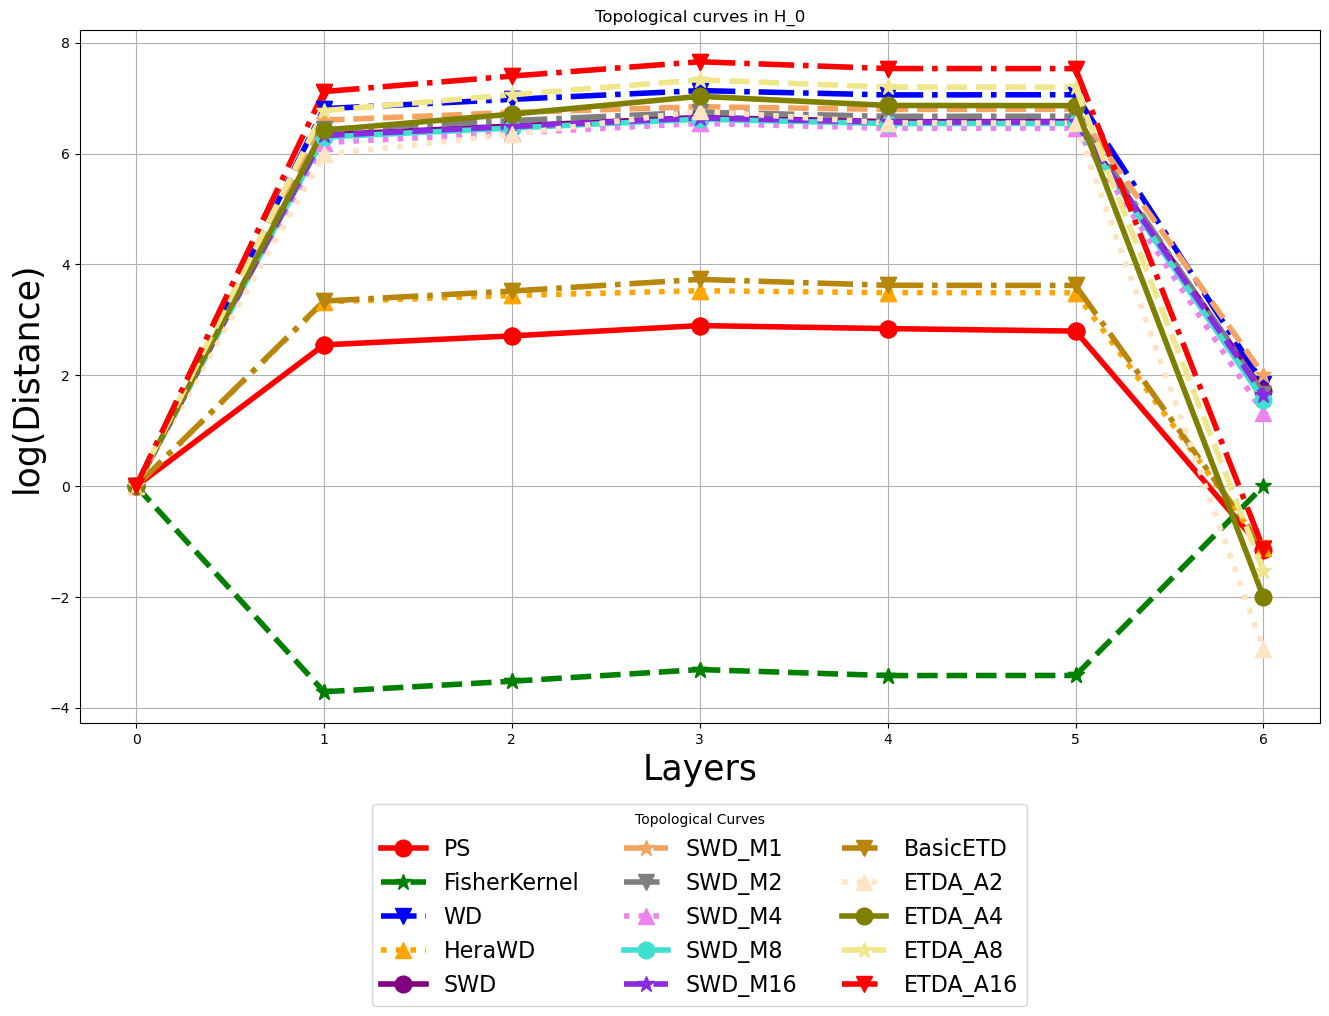 Topological curves in H_0
8
6
4
2
0
−2
−4
log(Distance)
0 1 2 3 4 5 6
Layers
Topological Curves
PS SWD_M1 BasicETD
FisherKernel SWD_M2 ETDA_A2
WD SWD_M4 ETDA_A4
HeraWD SWD_M8 ETDA_A8
SWD SWD_M16 ETDA_A16